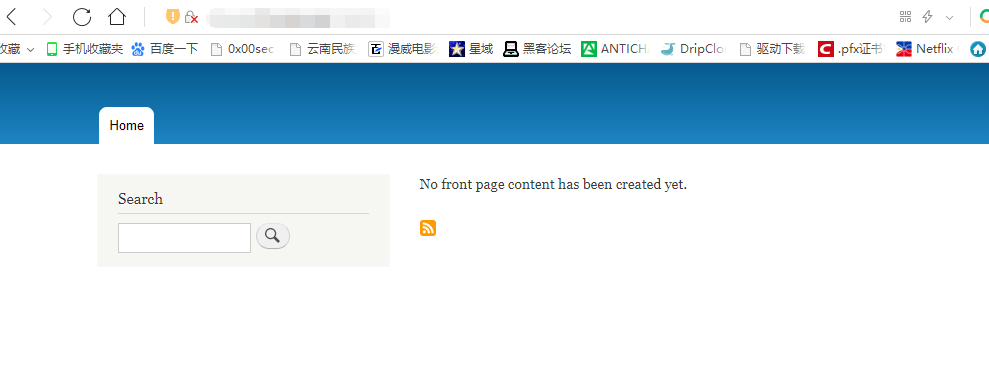 收藏 手机收藏夹 百度一下 0x00sec 云南民族 漫威电影 星域 黑客论坛 ANTICH DripClo 驱动下载 .pfx证书 Netflix
Home
Search
No front page content has been created yet.